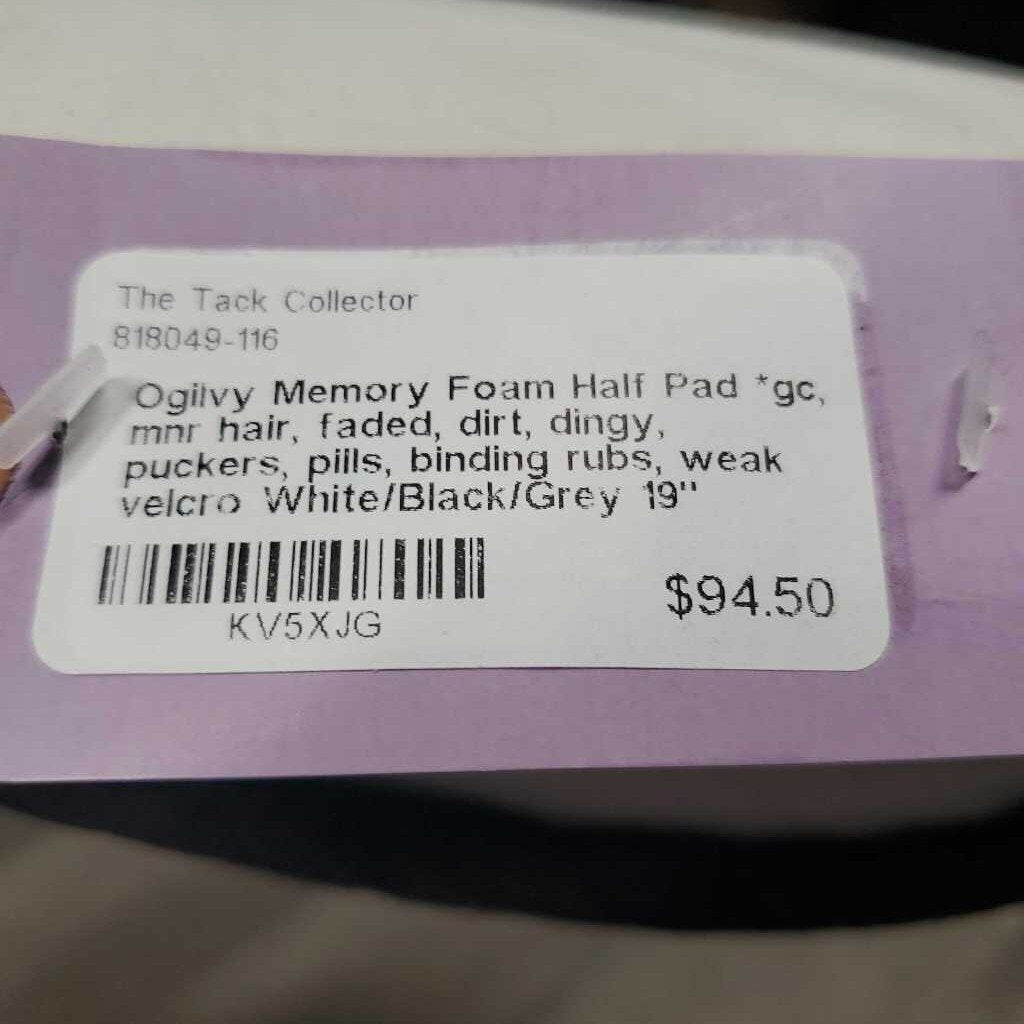 The Tack Collector
818049-116
Ogilvy Memory Foam Half Pad *gc,
mnr hair, faded, dirt, dingy,
puckers, pills, binding rubs, weak
velcro White/Black/Grey 19"
KV5XJG
$94.50